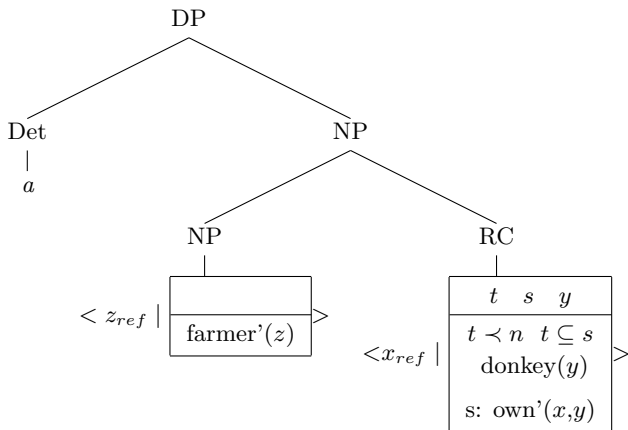 DP
Det NP
a
NP RC
t s y
< z_ref | >
farmer'(z) t ≺ n t ⊆ s
<x_ref | donkey(y) >
s: own'(x,y)